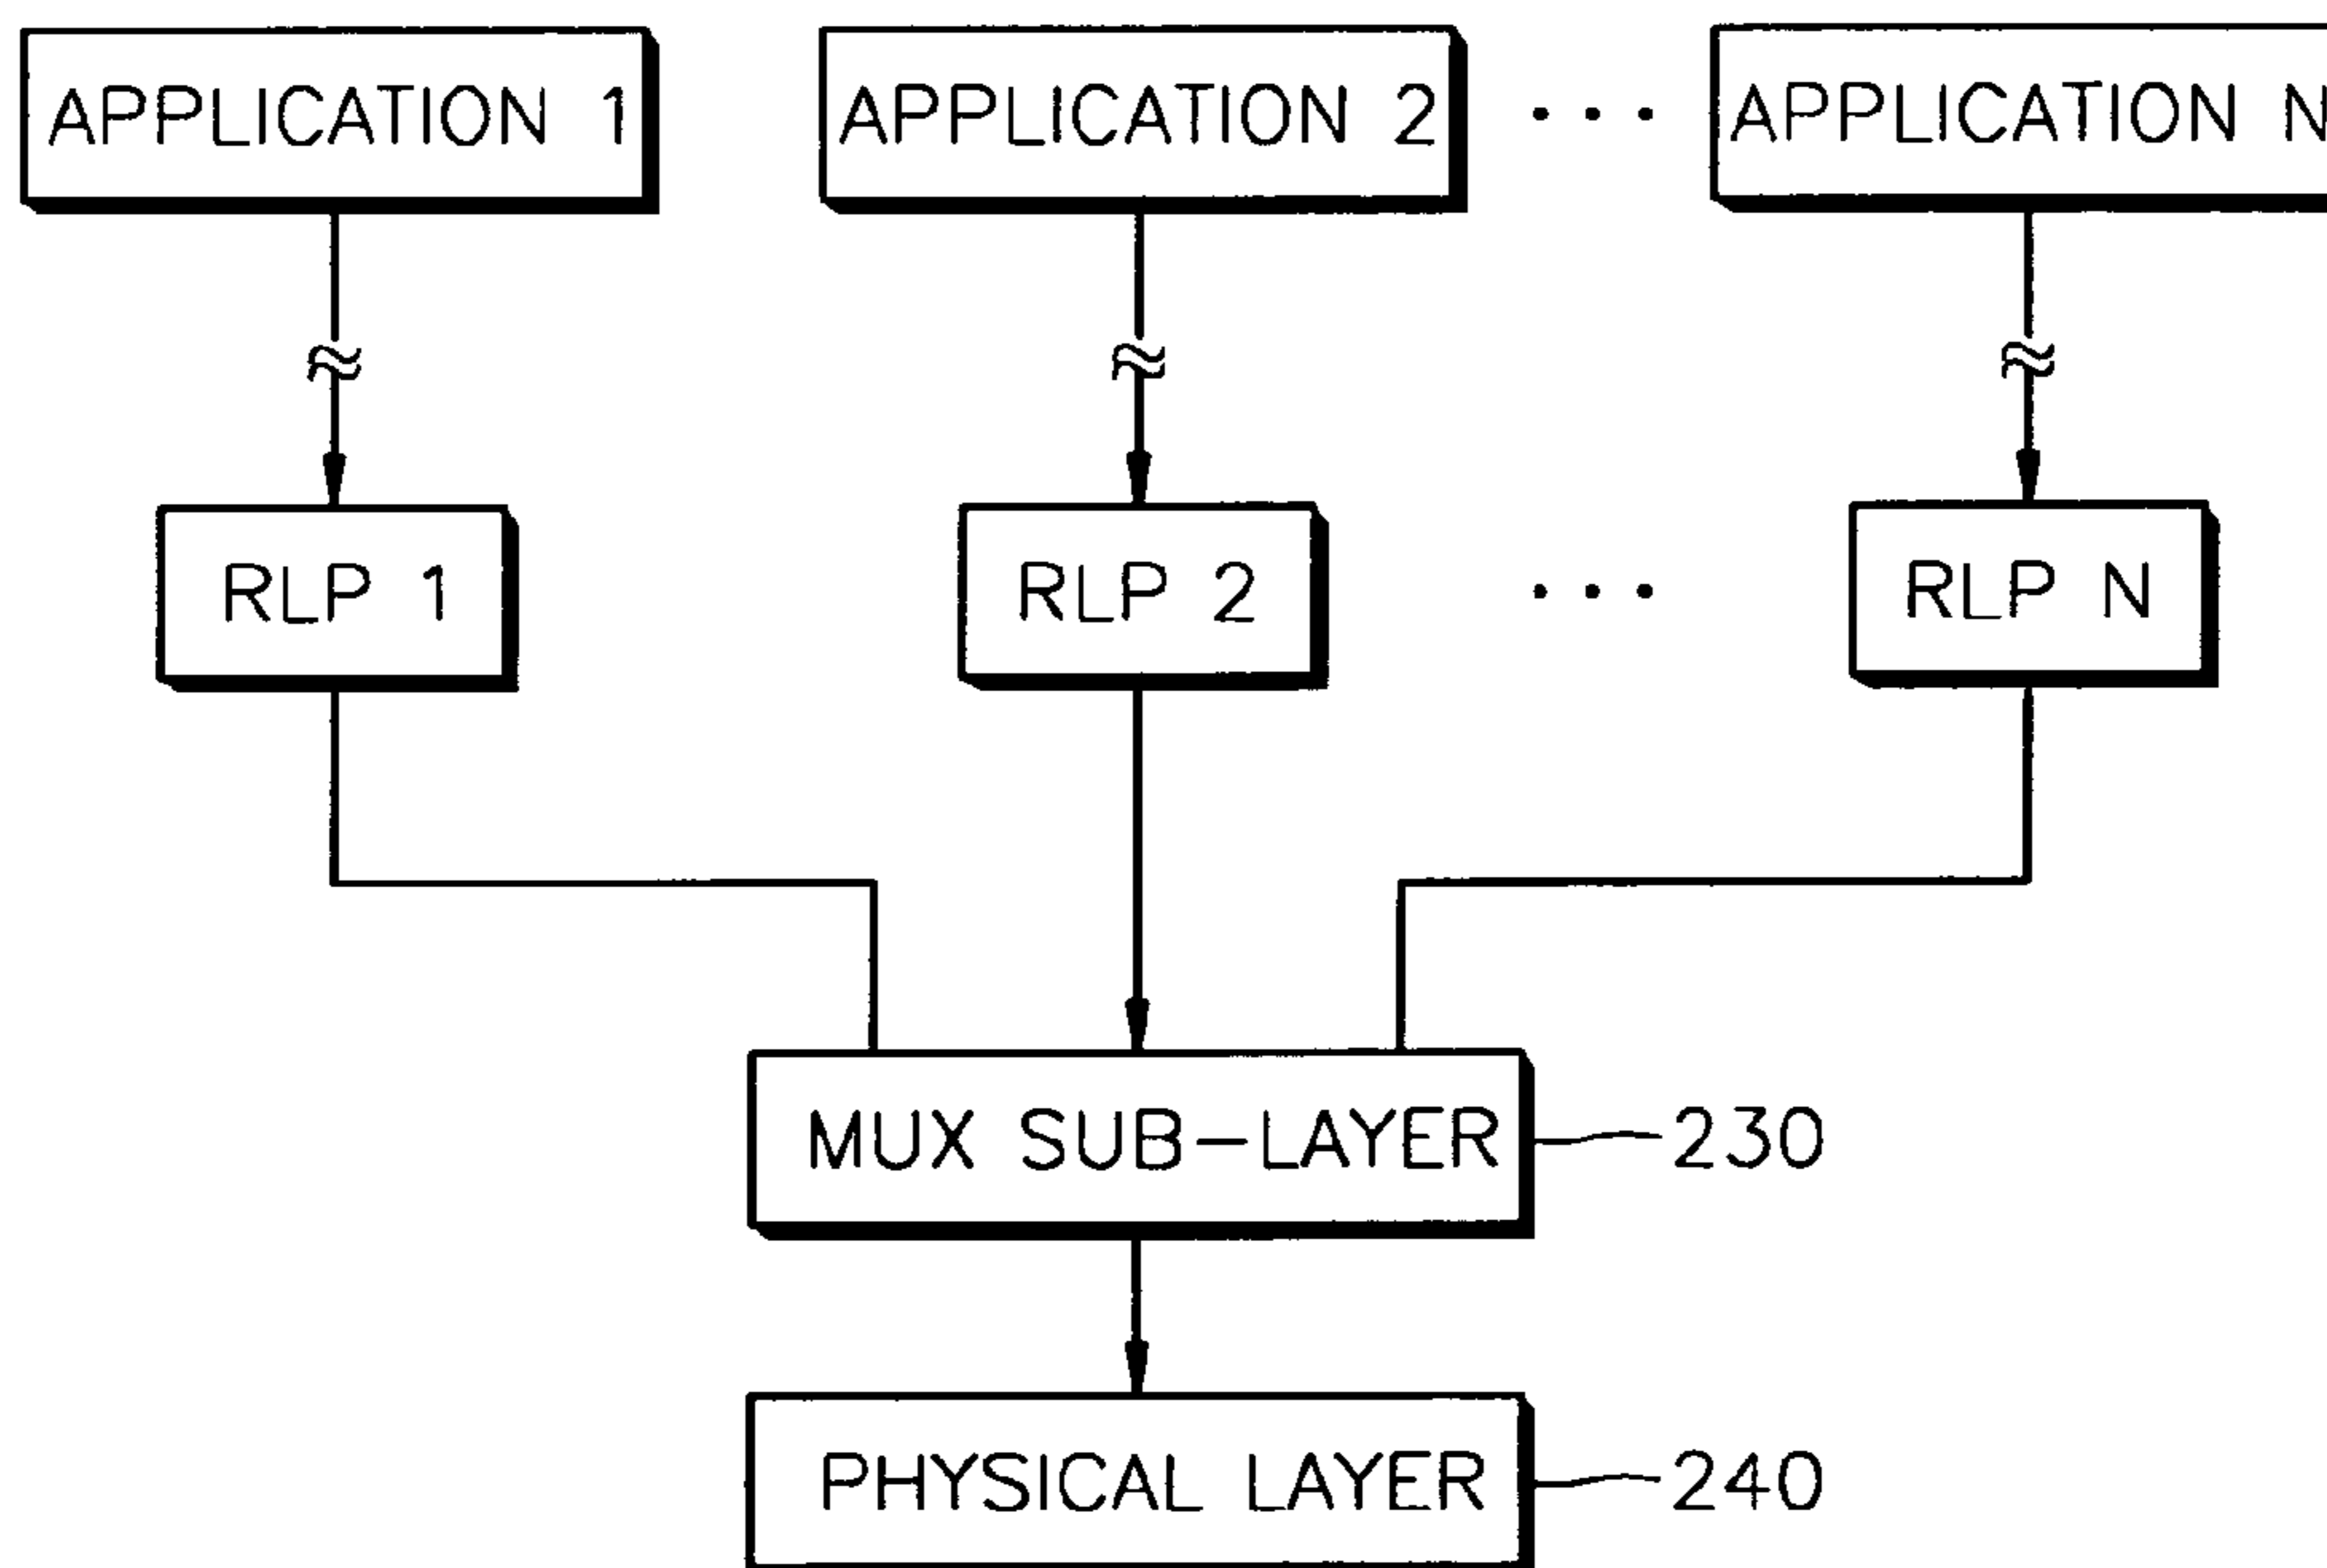 APPLICATION 1
APPLICATION 2
...
APPLICATION N
RLP 1
RLP 2
...
RLP N
MUX SUB-LAYER
230
PHYSICAL LAYER
240